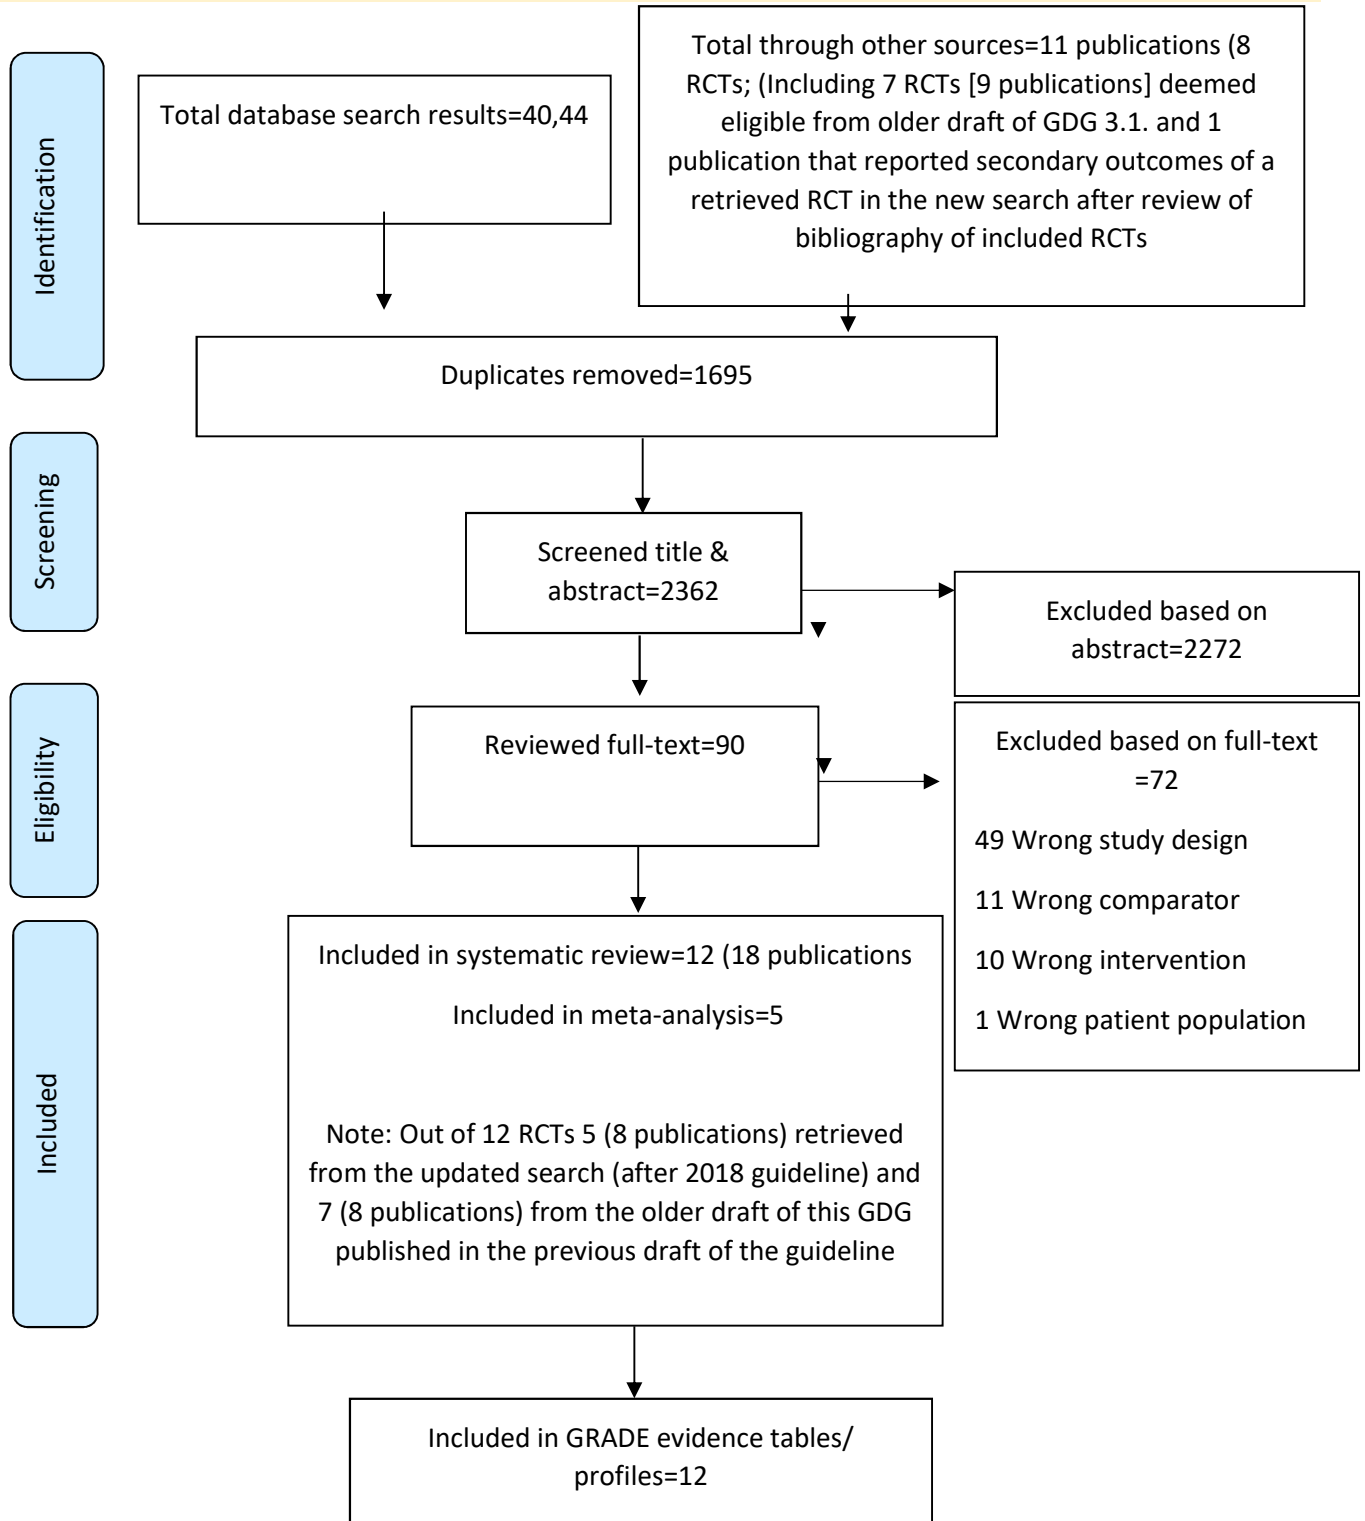 Identification
Total database search results=40,44
Total through other sources=11 publications (8
RCTs; (Including 7 RCTs [9 publications] deemed
eligible from older draft of GDG 3.1. and 1
publication that reported secondary outcomes of a
retrieved RCT in the new search after review of
bibliography of included RCTs
Duplicates removed=1695
Screening
Screened title &
abstract=2362
Excluded based on
abstract=2272
Eligibility
Reviewed full-text=90
Excluded based on full-text
=72
49 Wrong study design
11 Wrong comparator
10 Wrong intervention
1 Wrong patient population
Included
Included in systematic review=12 (18 publications
Included in meta-analysis=5
Note: Out of 12 RCTs 5 (8 publications) retrieved
from the updated search (after 2018 guideline) and
7 (8 publications) from the older draft of this GDG
published in the previous draft of the guideline
Included in GRADE evidence tables/
profiles=12